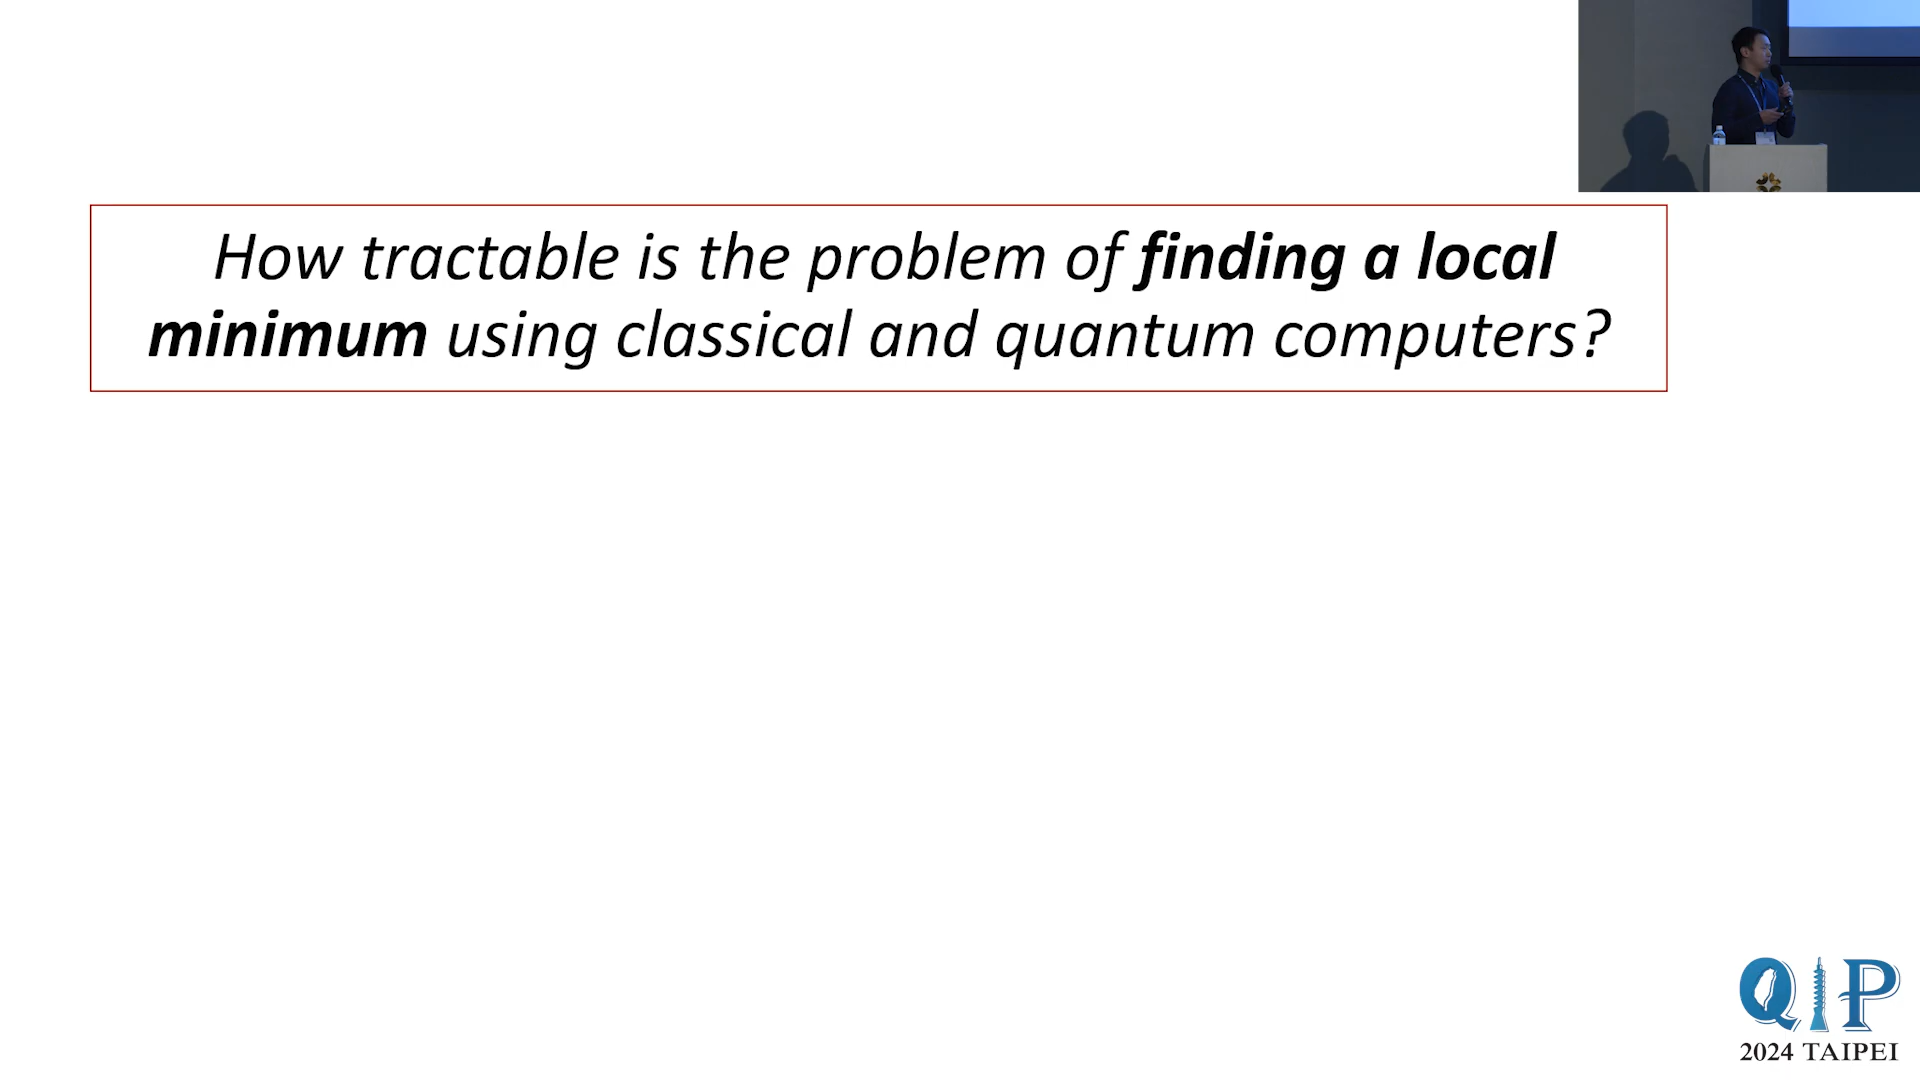 How tractable is the problem of finding a local
minimum using classical and quantum computers?
QIP
2024 TAIPEI